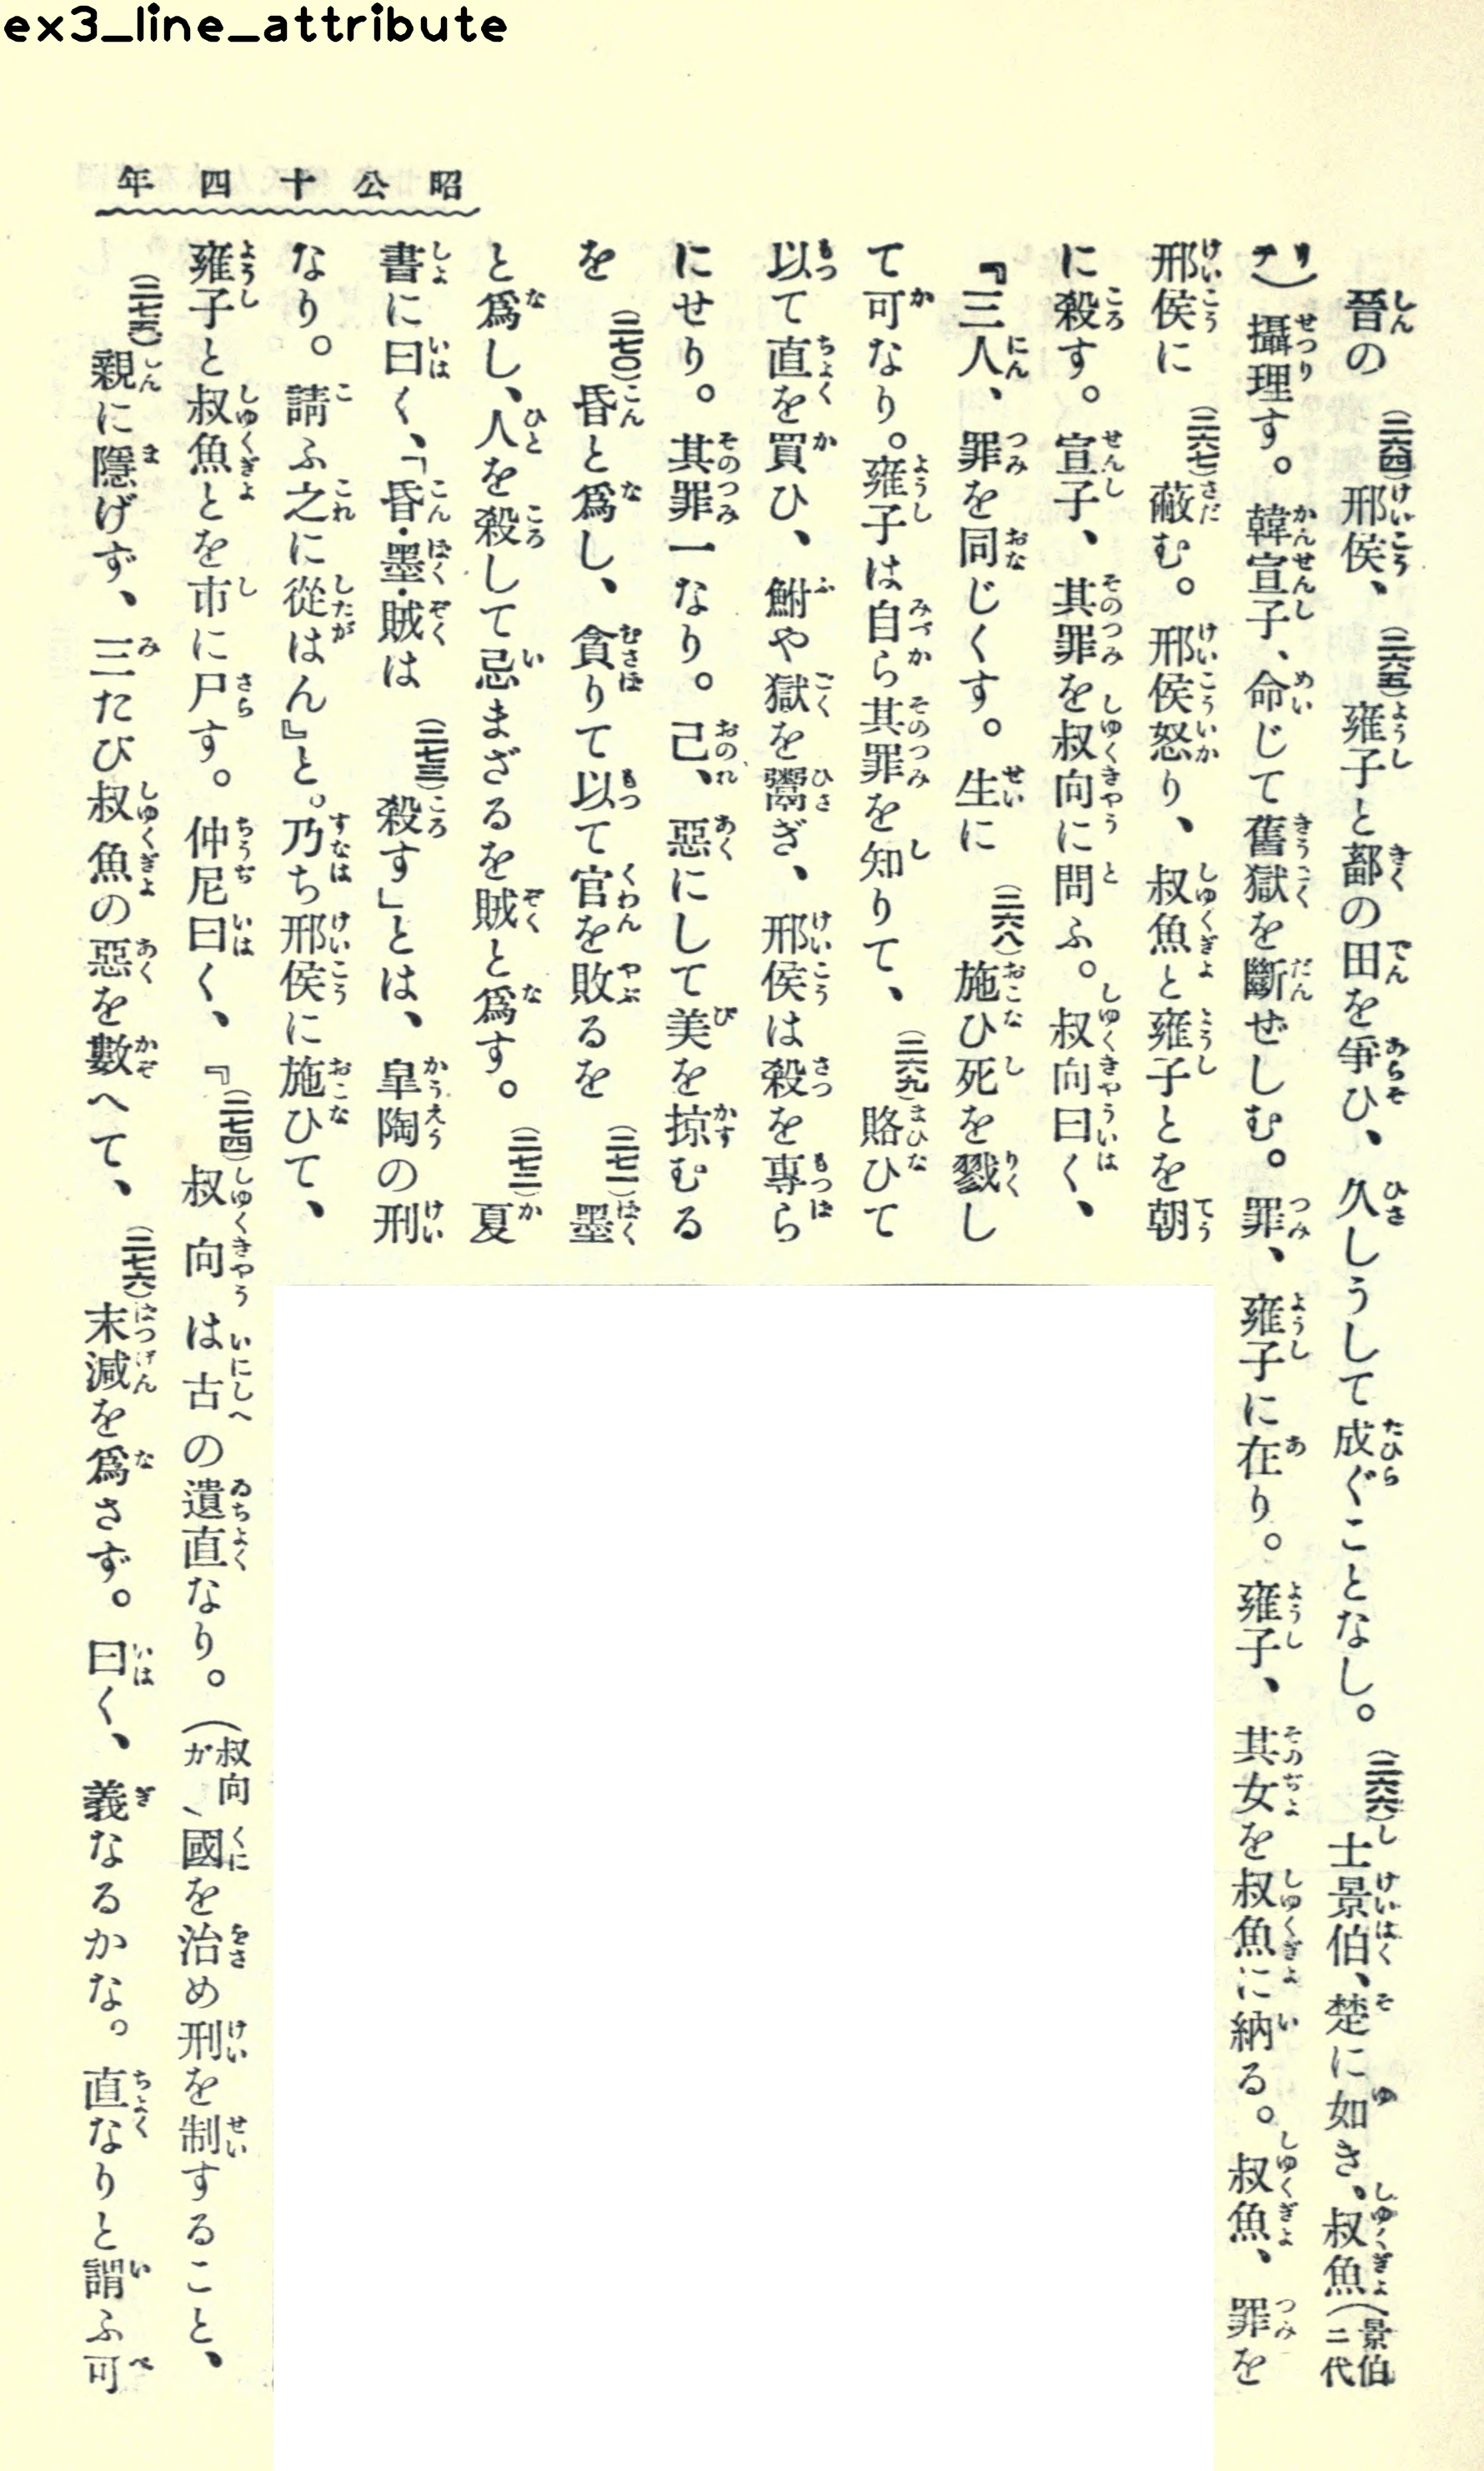 ex3_line_attribute
昭公十四年
晉の(二六四)邢侯、(二六五)雍子と鄐の田を爭ひ、久しうして成ぐことなし。(二六六)士景伯、楚に如き、叔魚(景伯ニ代
リテ)攝理す。韓宣子、命じて舊獄を斷ぜしむ。罪、雍子に在り。雍子、其女を叔魚に納る。叔魚、罪を
邢侯に(二六七)蔽む。邢侯怒り、叔魚と雍子とを朝
に殺す。宣子、其罪を叔向に問ふ。叔向曰く、
『三人、罪を同じくす。生に(二六八)施ひ死を戮し
て可なり。雍子は自ら其罪を知りて、(二六九)賂ひて
以て直を買ひ、鮒や獄を鬻ぎ、邢侯は殺を專ら
にせり。其罪一なり。己、惡にして美を掠むる
を(二七〇)昏と爲し、貪りて以て官を敗るを(二七一)墨
と爲し、人を殺して忌まざるを賊と爲す。(二七二)夏
書に曰く、「昏・墨・賊は(二七三)殺す」とは、皐陶の刑
なり。請ふ之に從はん』と。乃ち邢侯に施ひて、
雍子と叔魚とを市に尸す。仲尼曰く、『(二七四)叔向は古の遺直なり。(叔向ガ、國を治め刑を制すること、
(二七五)親に隱げず、三たび叔魚の惡を數へて、(二七六)末減を爲さず。曰く、義なるかな。直なりと謂ふ可